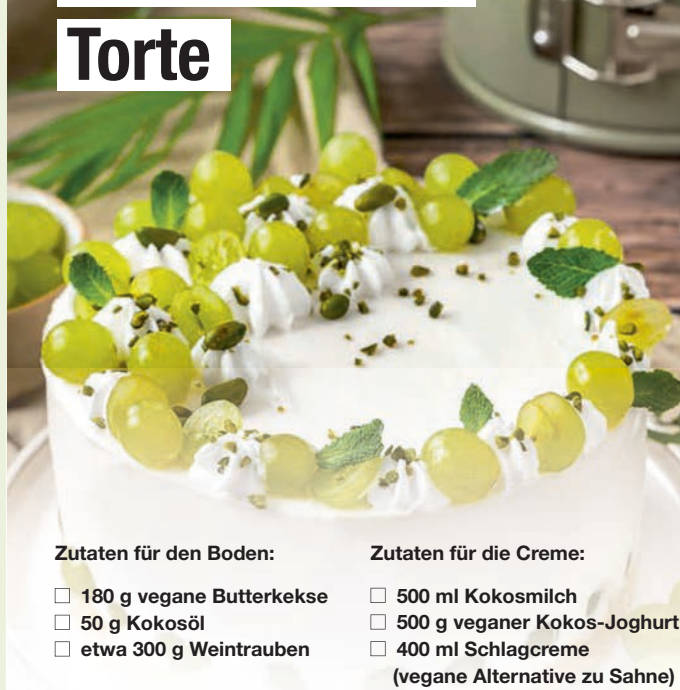 Torte
Zutaten für den Boden:
☐ 180 g vegane Butterkekse
☐ 50 g Kokosöl
☐ etwa 300 g Weintrauben
Zutaten für die Creme:
☐ 500 ml Kokosmilch
☐ 500 g veganer Kokos-Joghurt
☐ 400 ml Schlagcreme
(vegane Alternative zu Sahne)